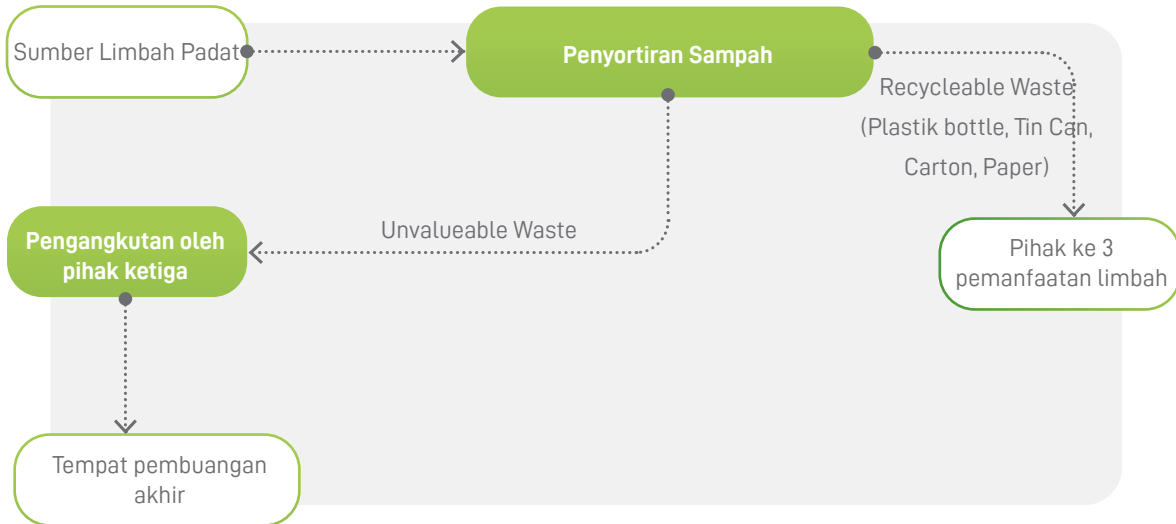 Sumber Limbah Padat
Penyortiran Sampah
Recycleable Waste
(Plastik bottle, Tin Can,
Carton, Paper)
Unvalueable Waste
Pengangkutan oleh
pihak ketiga
Pihak ke 3
pemanfaatan limbah
Tempat pembuangan
akhir